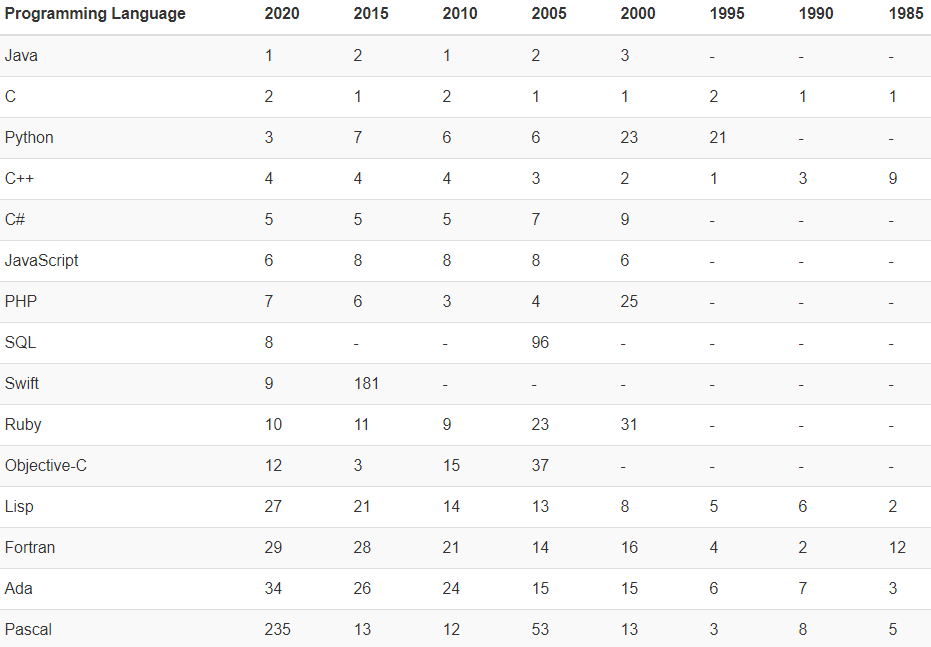 Programming Language 2020 2015 2010 2005 2000 1995 1990 1985
Java 1 2 1 2 3 - - -
C 2 1 2 1 1 2 1 1
Python 3 7 6 6 23 21 - -
C++ 4 4 4 3 2 1 3 9
C# 5 5 5 7 9 - - -
JavaScript 6 8 8 8 6 - - -
PHP 7 6 3 4 25 - - -
SQL 8 - - 96 - - - -
Swift 9 181 - - - - - -
Ruby 10 11 9 23 31 - - -
Objective-C 12 3 15 37 - - - -
Lisp 27 21 14 13 8 5 6 2
Fortran 29 28 21 14 16 4 2 12
Ada 34 26 24 15 15 6 7 3
Pascal 235 13 12 53 13 3 8 5